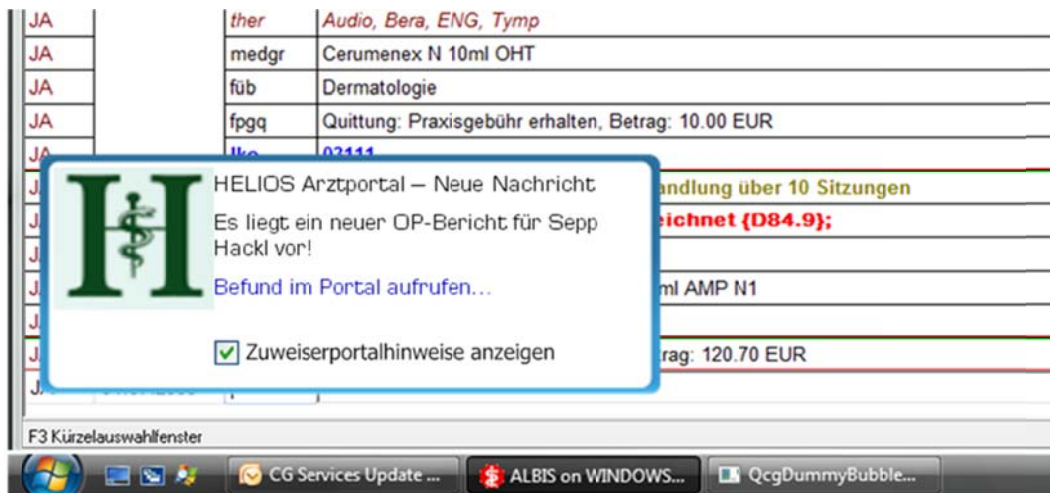 JA ther Audio, Bera, ENG, Tymp
JA medgr Cerumenex N 10ml OHT
JA füb Dermatologie
JA fpgq Quittung: Praxisgebühr erhalten, Betrag: 10.00 EUR
JA lko 03111
HELIOS Arztportal – Neue Nachricht
Es liegt ein neuer OP-Bericht für Sepp
Hackl vor!
Befund im Portal aufrufen...
Zuweiserportalhinweise anzeigen
andlung über 10 Sitzungen
eichnet {D84.9};
ml AMP N1
rag: 120.70 EUR
F3 Kürzelauswahlfenster
CG Services Update ... ALBIS on WINDOWS... QcgDummyBubble...